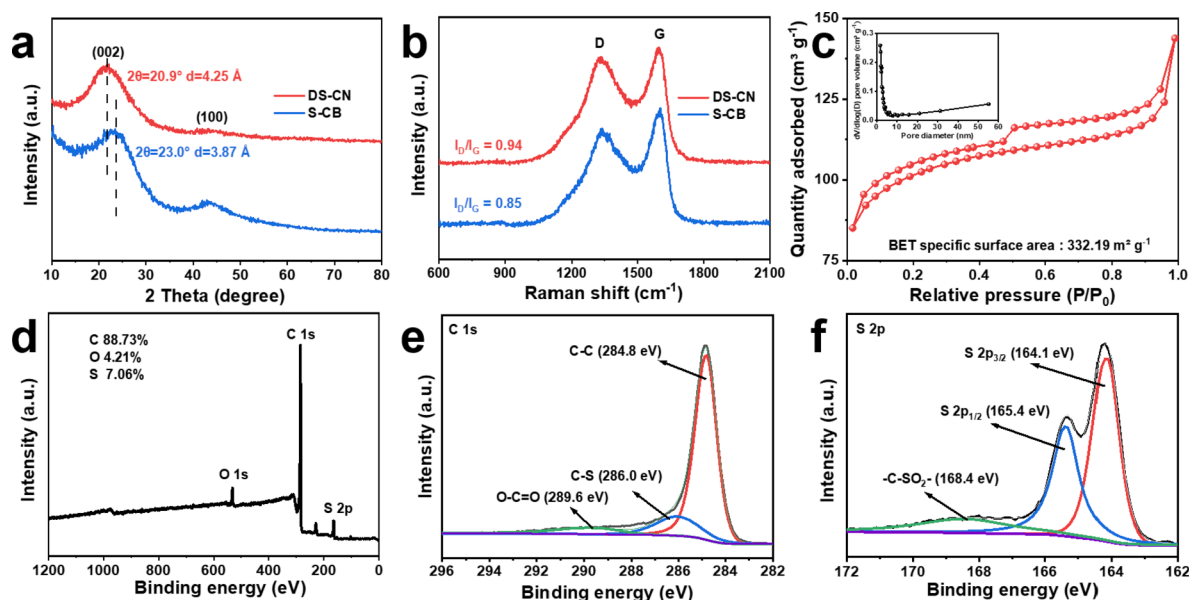 a
(002)
2θ=20.9° d=4.25 Å
DS-CN
S-CB
(100)
2θ=23.0° d=3.87 Å
Intensity (a.u.)
10 20 30 40 50 60 70 80
2 Theta (degree)
b
D
G
DS-CN
S-CB
I_D/I_G = 0.94
I_D/I_G = 0.85
Intensity (a.u.)
600 900 1200 1500 1800 2100
Raman shift (cm⁻¹)
c
Quantity adsorbed (cm³ g⁻¹)
150
125
100
75
dV/dlog(D) pore volume (cm³ g⁻¹)
0.3
0.2
0.1
0.0
0 10 20 30 40 50 60
Pore diameter (nm)
BET specific surface area : 332.19 m² g⁻¹
0.0 0.2 0.4 0.6 0.8 1.0
Relative pressure (P/P₀)
d
C 88.73%
O 4.21%
S 7.06%
C 1s
O 1s
S 2p
Intensity (a.u.)
1200 1000 800 600 400 200 0
Binding energy (eV)
e
C 1s
C-C (284.8 eV)
C-S (286.0 eV)
O-C=O (289.6 eV)
Intensity (a.u.)
296 294 292 290 288 286 284 282
Binding energy (eV)
f
S 2p
S 2p₃/₂ (164.1 eV)
S 2p₁/₂ (165.4 eV)
-C-SO₂- (168.4 eV)
Intensity (a.u.)
172 170 168 166 164 162
Binding energy (eV)